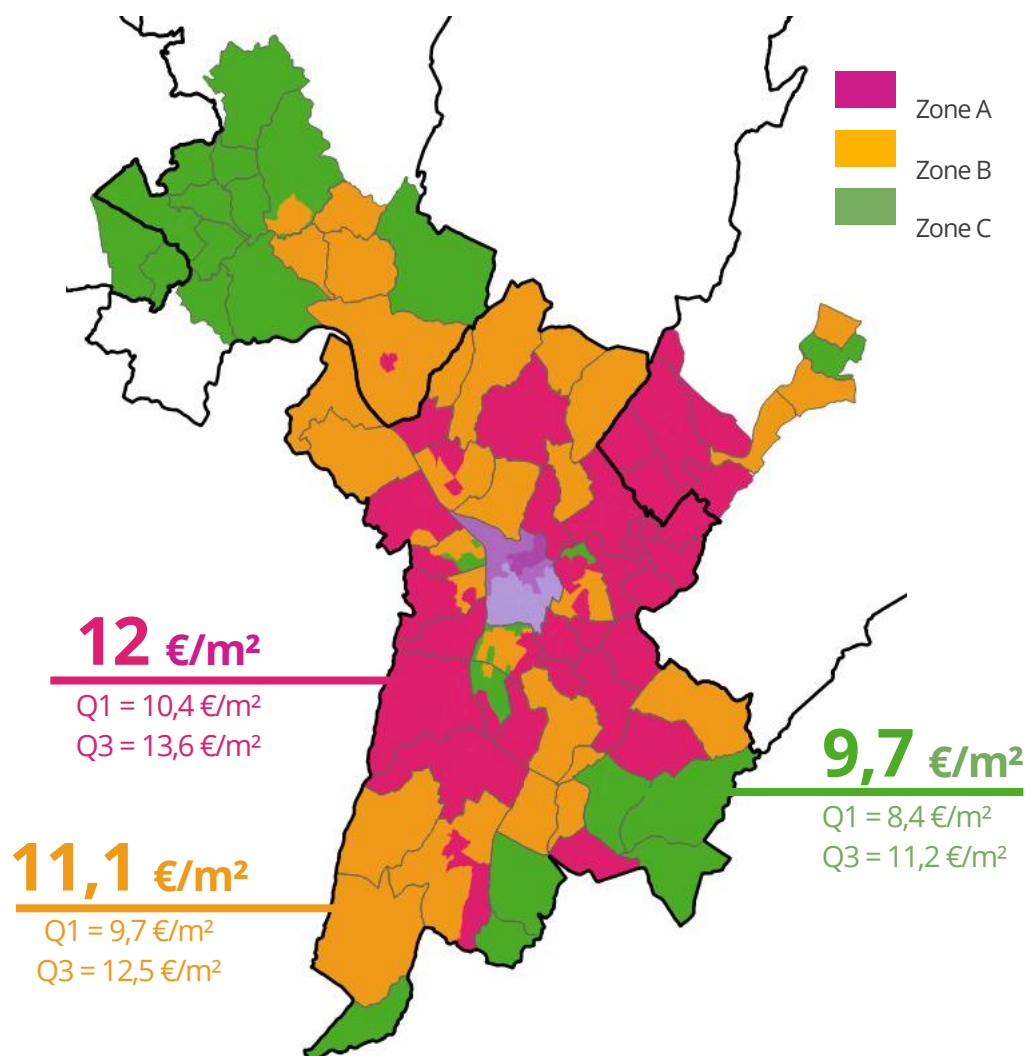 Zone A
Zone B
Zone C
12 €/m²
Q1 = 10,4 €/m²
Q3 = 13,6 €/m²
9,7 €/m²
Q1 = 8,4 €/m²
Q3 = 11,2 €/m²
11,1 €/m²
Q1 = 9,7 €/m²
Q3 = 12,5 €/m²